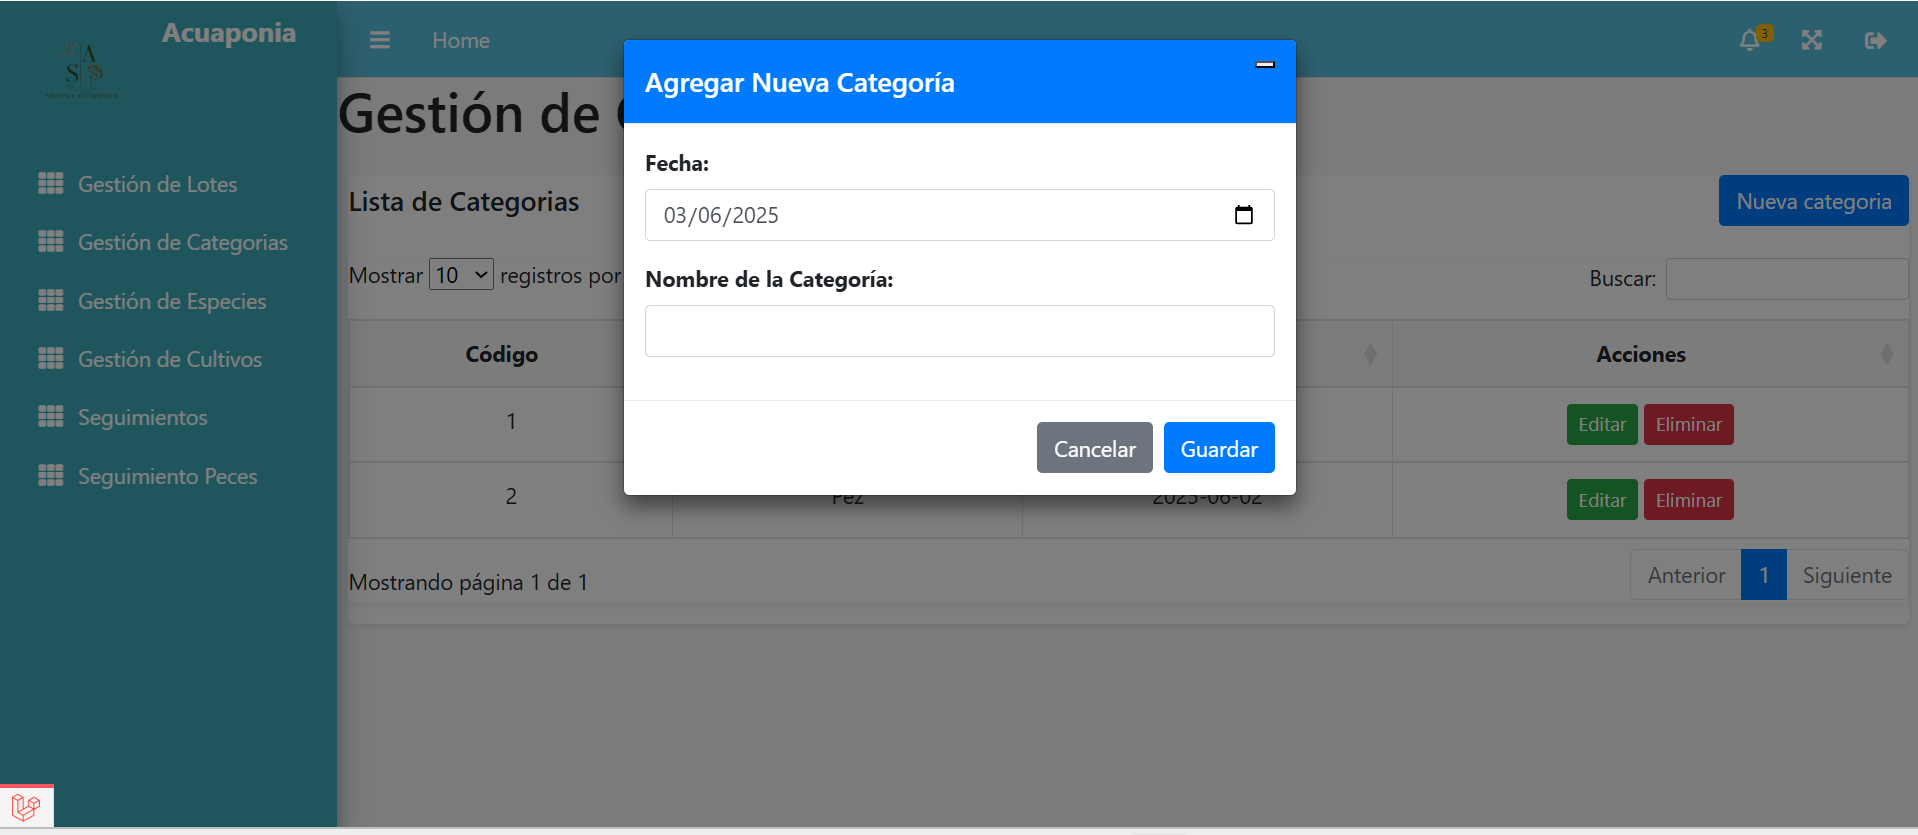 Acuaponia
AS
Home
3
Gestión de Lotes
Gestión de Categorias
Gestión de Especies
Gestión de Cultivos
Seguimientos
Seguimiento Peces
Gestión de
Lista de Categorias
Nueva categoria
Mostrar 10 registros por
Buscar:
Código
Acciones
1
Editar Eliminar
2 Pez 2025-06-02 Editar Eliminar
Mostrando página 1 de 1
Anterior 1 Siguiente
Agregar Nueva Categoría
Fecha:
03/06/2025
Nombre de la Categoría:
Cancelar Guardar